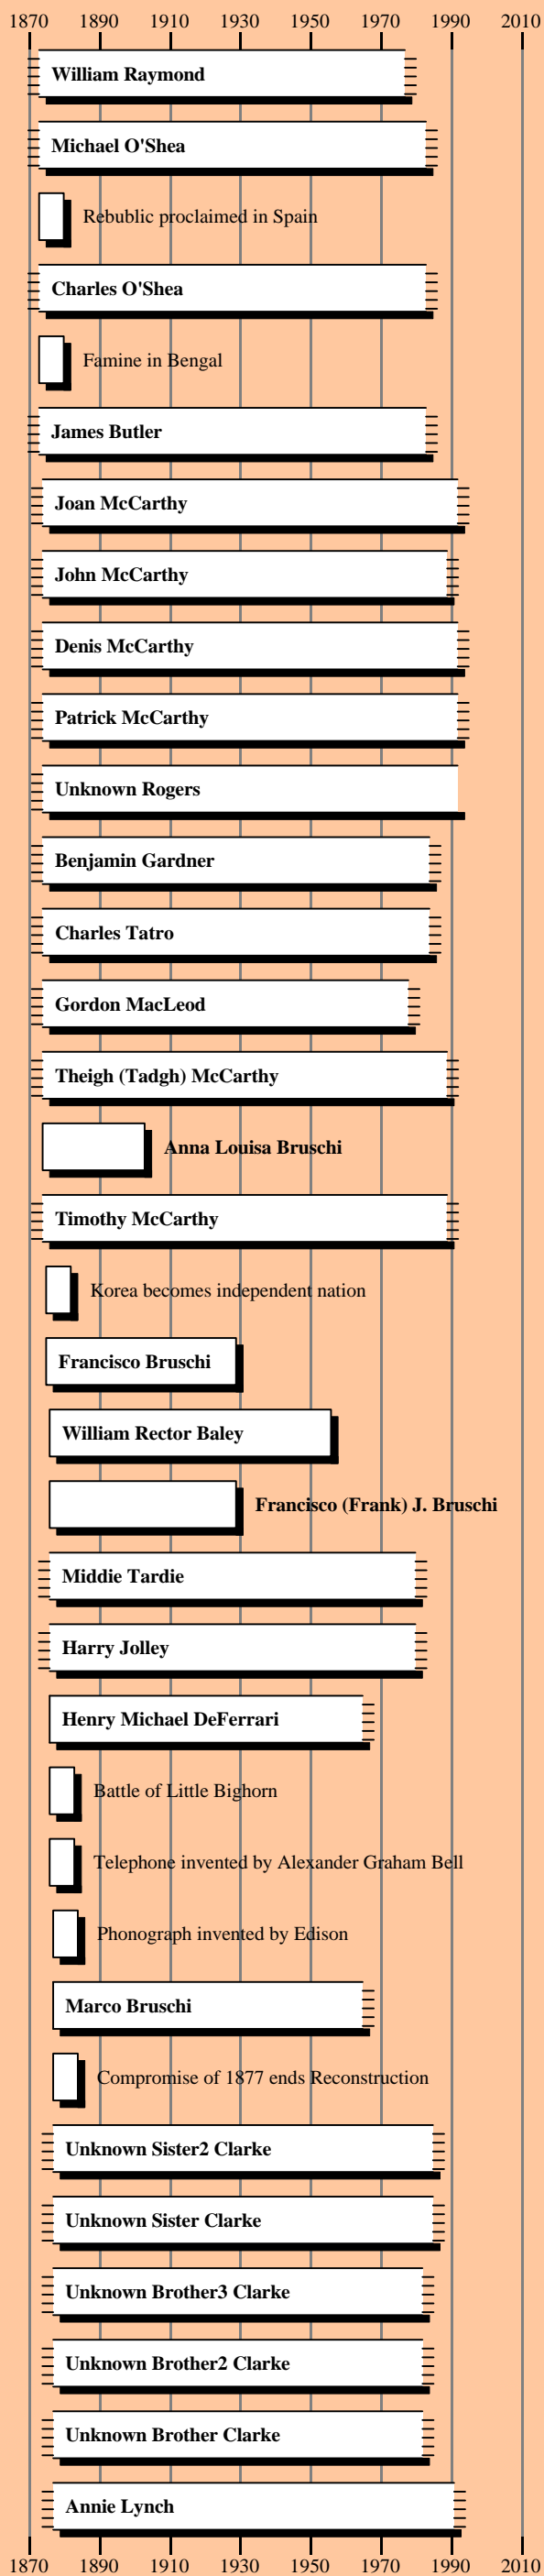 1870 1890 1910 1930 1950 1970 1990 2010
William Raymond
Michael O'Shea
Rebublic proclaimed in Spain
Charles O'Shea
Famine in Bengal
James Butler
Joan McCarthy
John McCarthy
Denis McCarthy
Patrick McCarthy
Unknown Rogers
Benjamin Gardner
Charles Tatro
Gordon MacLeod
Theigh (Tadgh) McCarthy
Anna Louisa Bruschi
Timothy McCarthy
Korea becomes independent nation
Francisco Bruschi
William Rector Baley
Francisco (Frank) J. Bruschi
Middie Tardie
Harry Jolley
Henry Michael DeFerrari
Battle of Little Bighorn
Telephone invented by Alexander Graham Bell
Phonograph invented by Edison
Marco Bruschi
Compromise of 1877 ends Reconstruction
Unknown Sister2 Clarke
Unknown Sister Clarke
Unknown Brother3 Clarke
Unknown Brother2 Clarke
Unknown Brother Clarke
Annie Lynch
1870 1890 1910 1930 1950 1970 1990 2010